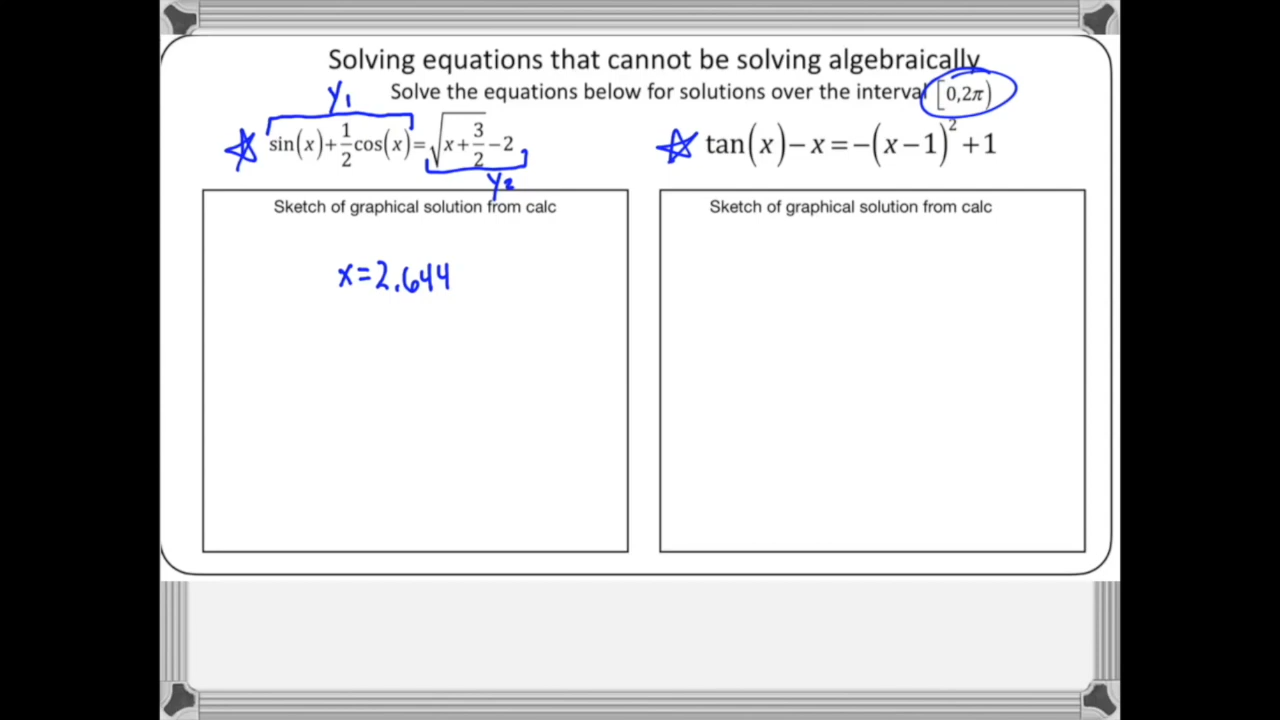 Solving equations that cannot be solving algebraically
Solve the equations below for solutions over the interval [0,2π)
y₁
sin(x)+1/2cos(x)=√(x+3/2)−2
y₂
tan(x)−x=−(x−1)²+1
Sketch of graphical solution from calc
x=2.644
Sketch of graphical solution from calc